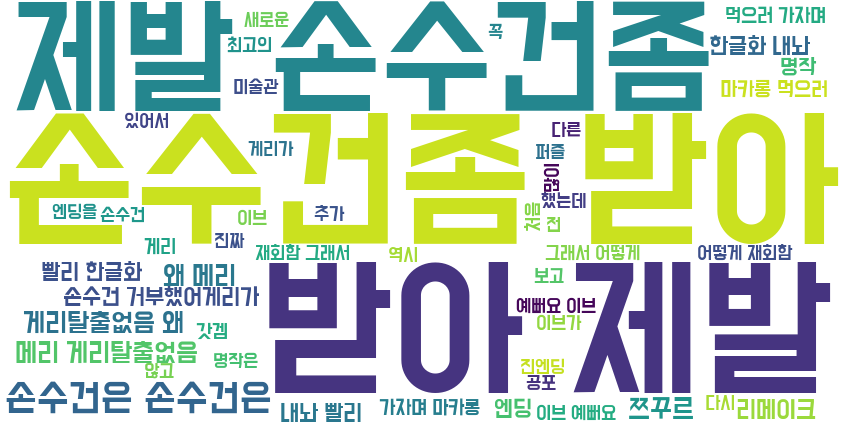 제발 손수건좀
새로운
최고의
미술관
꼭
먹으러 가자며
한글화 내놔
명작
마카롱 먹으러
손수건좀 받아
있어서
게리가
다른
퍼즐
많이
했는데
엔딩을
손수건
이브
추가
처음
전
게리
진짜
재회함 그래서
역시
그래서 어떻게
어떻게 재회함
빨리 한글화
왜 메리
보고
받아 제발
손수건 거부했어게리가
예뻐요 이브
게리탈출없음 왜
갓겜
이브가
메리 게리탈출없음
명작은
않고
진엔딩
공포
손수건은 손수건은
내놔 빨리
가자며 마카롱
엔딩
이브 예뻐요
쯔꾸르
다시
리메이크